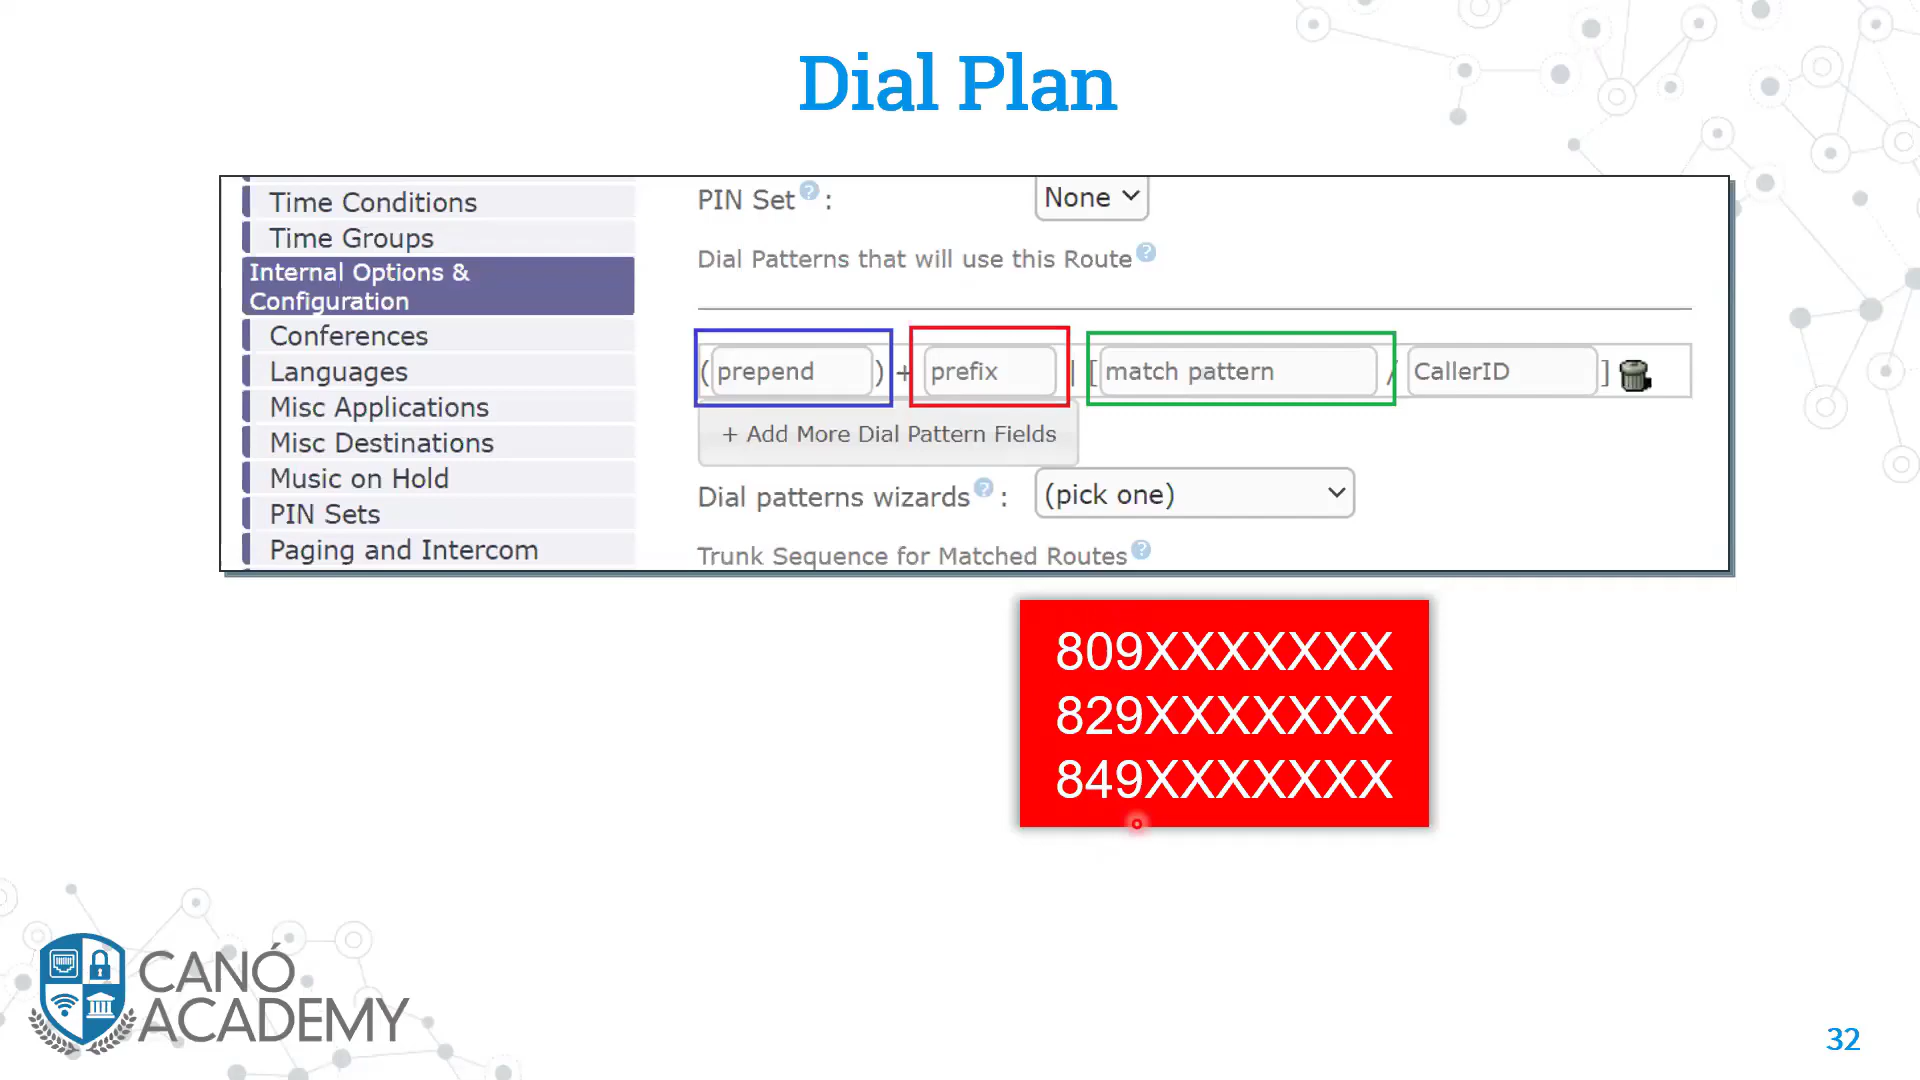 Dial Plan
Time Conditions
Time Groups
Internal Options &
Configuration
Conferences
Languages
Misc Applications
Misc Destinations
Music on Hold
PIN Sets
Paging and Intercom
PIN Set ? : None
Dial Patterns that will use this Route ?
( prepend ) + prefix | [ match pattern / CallerID ]
+ Add More Dial Pattern Fields
Dial patterns wizards ? : (pick one)
Trunk Sequence for Matched Routes ?
809XXXXXXX
829XXXXXXX
849XXXXXXX
CANÓ
ACADEMY
32